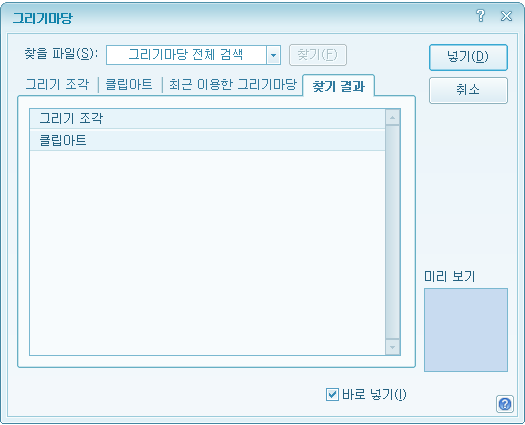 그리기마당
찾을 파일(S): 그리기마당 전체 검색 찾기(F) 넣기(D)
그리기 조각 클립아트 최근 이용한 그리기마당 찾기 결과 취소
그리기 조각
클립아트
미리 보기
바로 넣기(I)